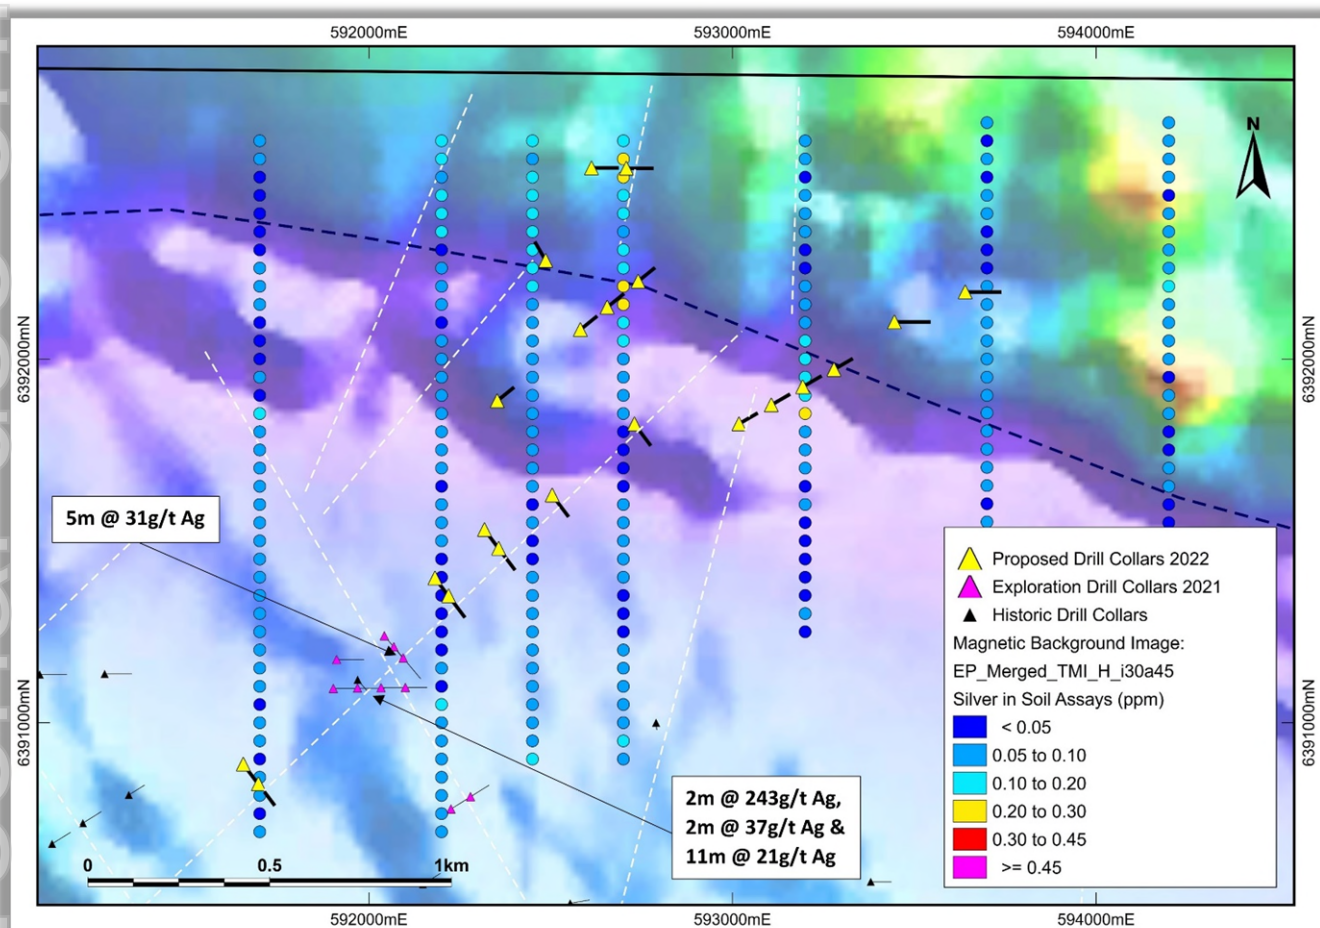 592000mE
593000mE
594000mE
N
6392000mN
6392000mN
5m @ 31g/t Ag
Proposed Drill Collars 2022
Exploration Drill Collars 2021
Historic Drill Collars
Magnetic Background Image:
EP_Merged_TMI_H_i30a45
Silver in Soil Assays (ppm)
< 0.05
0.05 to 0.10
0.10 to 0.20
0.20 to 0.30
0.30 to 0.45
>= 0.45
6391000mN
6391000mN
2m @ 243g/t Ag,
2m @ 37g/t Ag &
11m @ 21g/t Ag
0 0.5 1km
592000mE
593000mE
594000mE